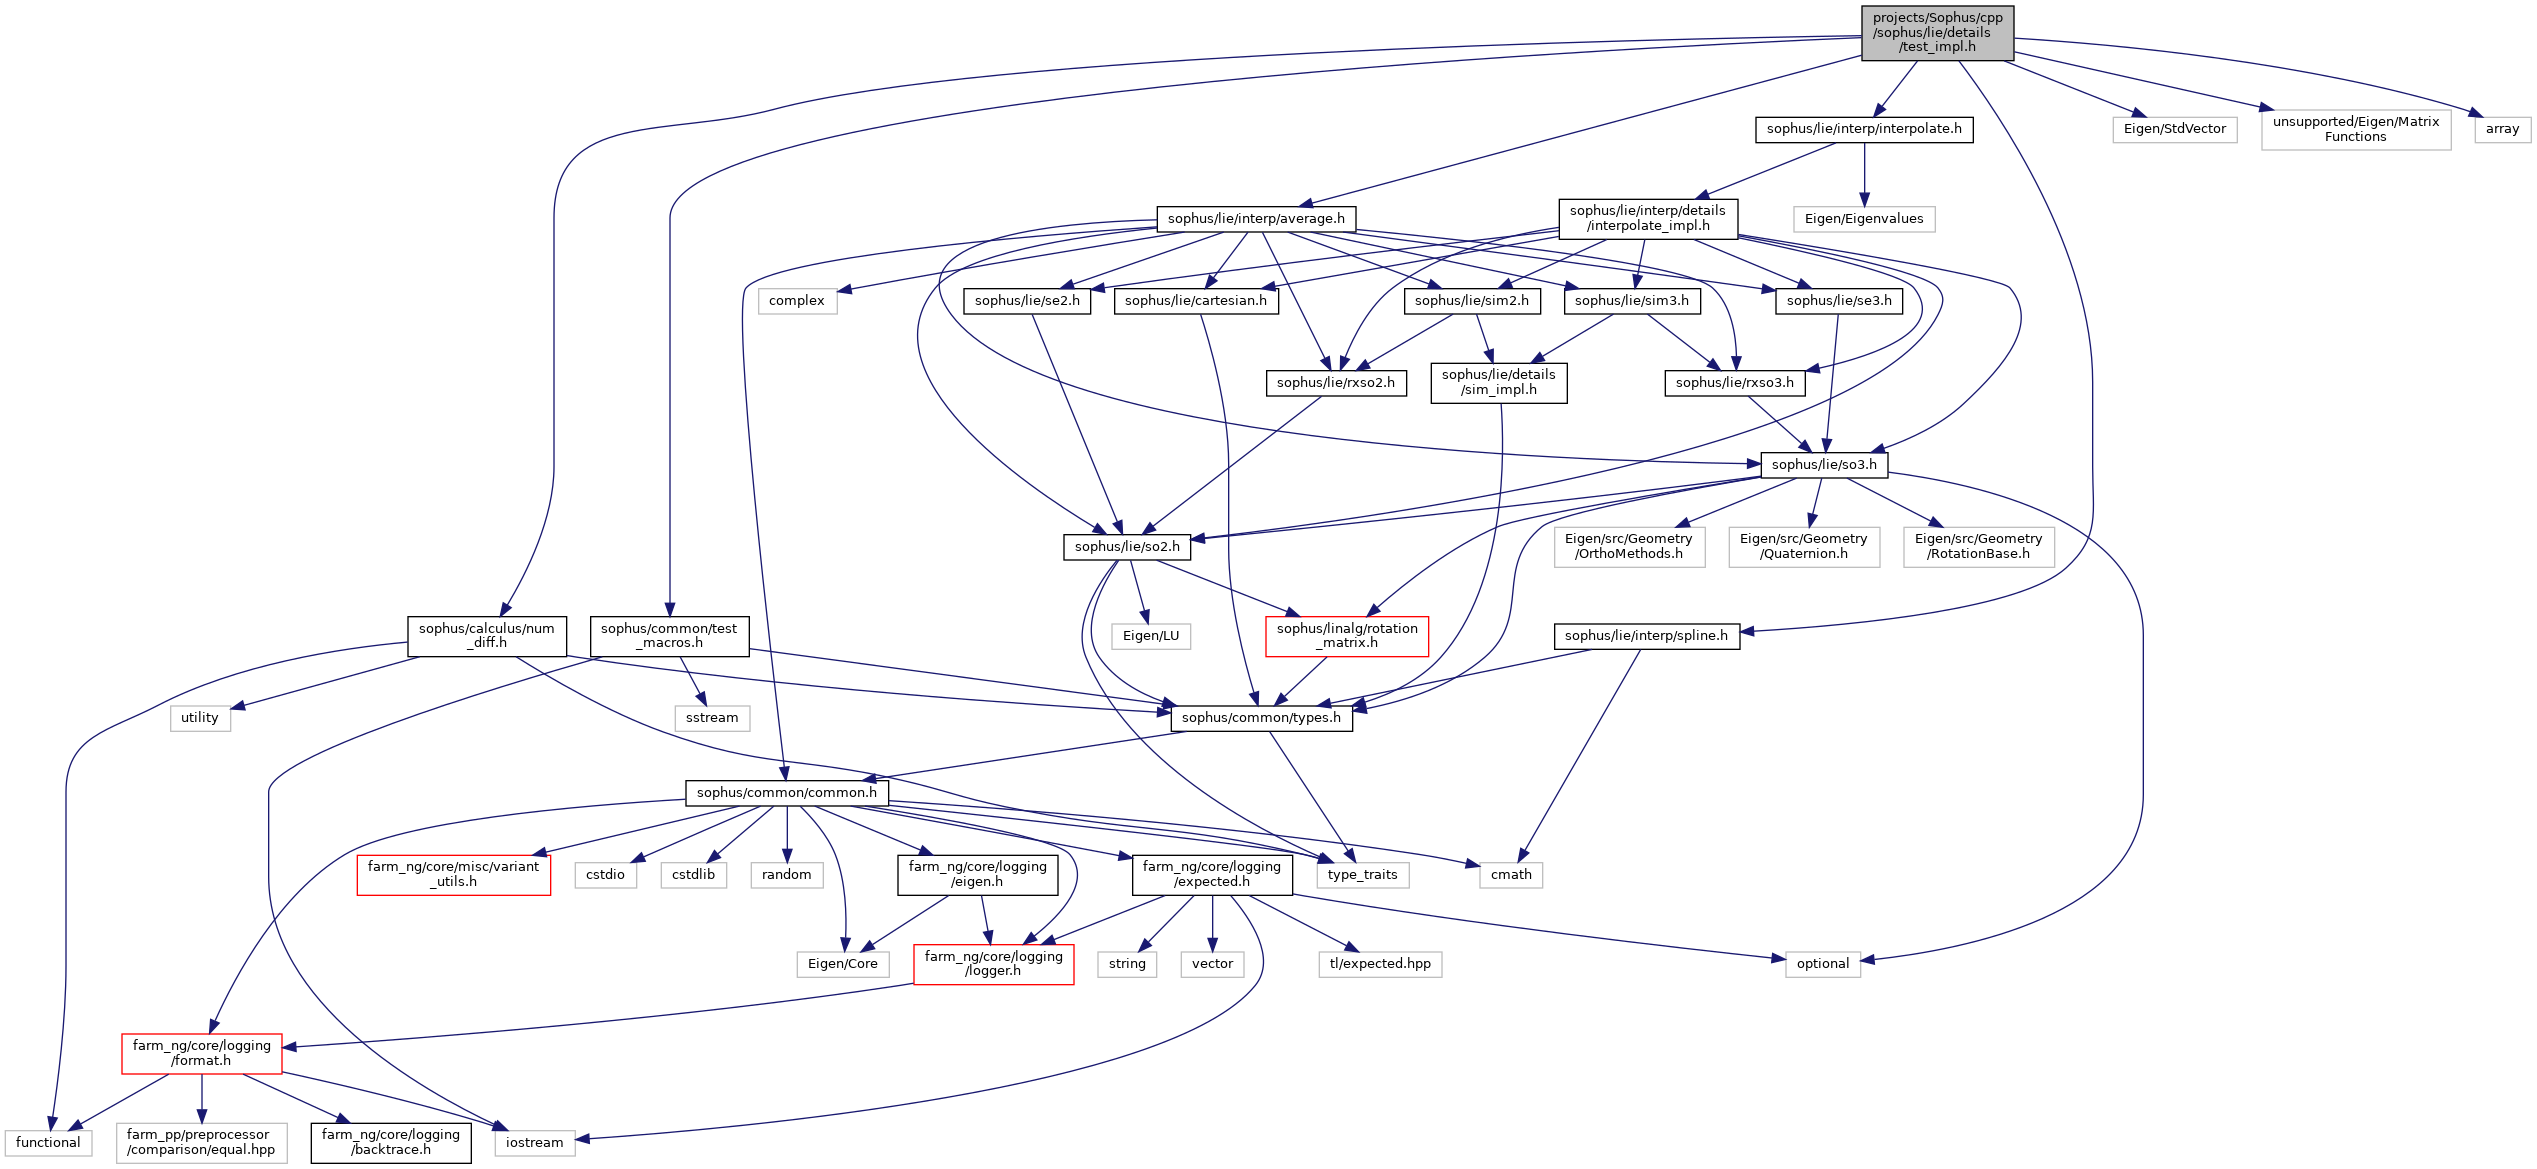 projects/Sophus/cpp
/sophus/lie/details
/test_impl.h
sophus/lie/interp/interpolate.h
Eigen/StdVector
unsupported/Eigen/Matrix
Functions
array
sophus/lie/interp/average.h
sophus/lie/interp/details
/interpolate_impl.h
Eigen/Eigenvalues
complex
sophus/lie/se2.h
sophus/lie/cartesian.h
sophus/lie/sim2.h
sophus/lie/sim3.h
sophus/lie/se3.h
sophus/lie/rxso2.h
sophus/lie/details
/sim_impl.h
sophus/lie/rxso3.h
sophus/lie/so3.h
sophus/lie/so2.h
Eigen/src/Geometry
/OrthoMethods.h
Eigen/src/Geometry
/Quaternion.h
Eigen/src/Geometry
/RotationBase.h
sophus/calculus/num
_diff.h
sophus/common/test
_macros.h
Eigen/LU
sophus/linalg/rotation
_matrix.h
sophus/lie/interp/spline.h
utility
sstream
sophus/common/types.h
sophus/common/common.h
farm_ng/core/misc/variant
_utils.h
cstdio
cstdlib
random
farm_ng/core/logging
/eigen.h
farm_ng/core/logging
/expected.h
type_traits
cmath
Eigen/Core
farm_ng/core/logging
/logger.h
string
vector
tl/expected.hpp
optional
farm_ng/core/logging
/format.h
functional
farm_pp/preprocessor
/comparison/equal.hpp
farm_ng/core/logging
/backtrace.h
iostream